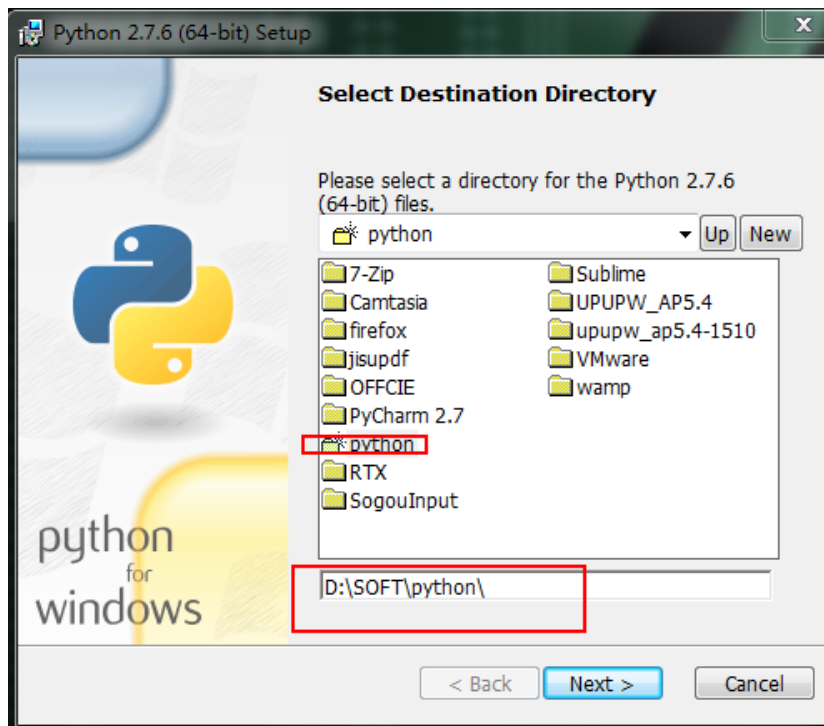 Python 2.7.6 (64-bit) Setup
x
Select Destination Directory
Please select a directory for the Python 2.7.6
(64-bit) files.
python
Up
New
7-Zip
Camtasia
firefox
jisupdf
OFFCIE
PyCharm 2.7
python
RTX
SogouInput
Sublime
UPUPW_AP5.4
upupw_ap5.4-1510
VMware
wamp
D:\SOFT\python\
python
for
windows
< Back
Next >
Cancel